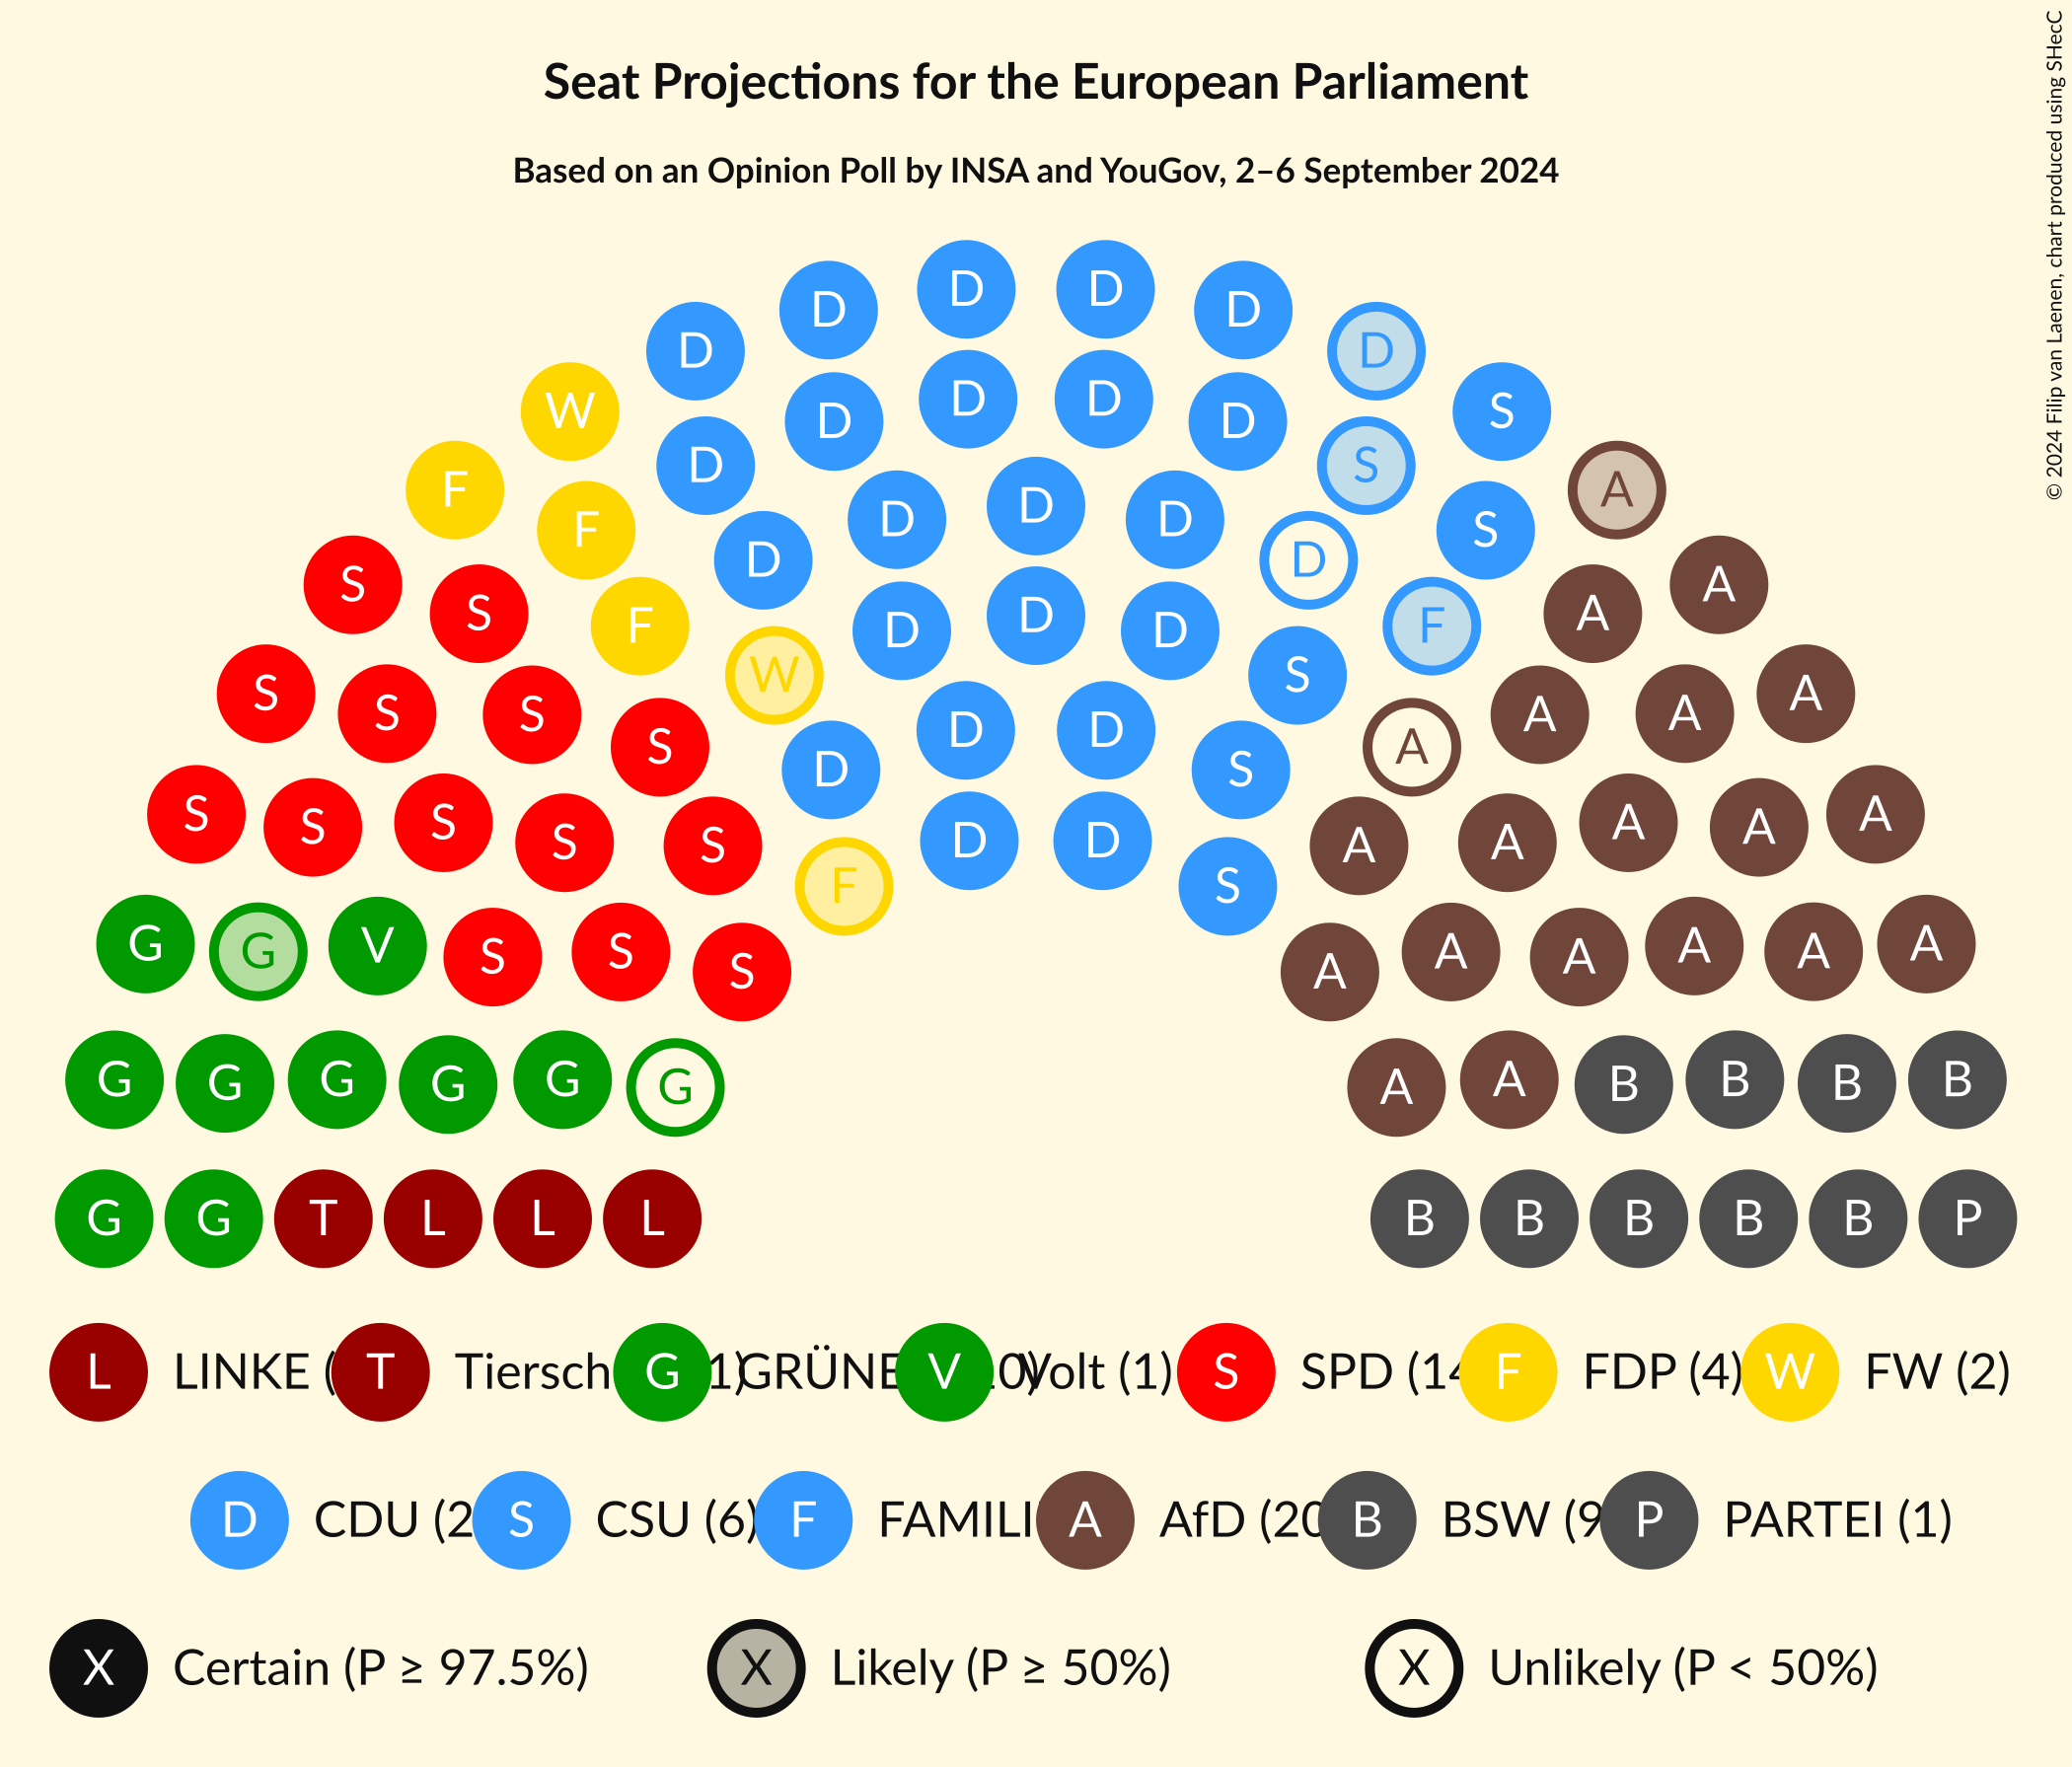 Seat Projections for the European Parliament
Based on an Opinion Poll by INSA and YouGov, 2–6 September 2024
© 2024 Filip van Laenen, chart produced using SHecC
D D
D D
D D
D D
D D
W S
D D
D S
F A
D D D
F S
D D
S A
S A
F F
D D D
W S
S A
S S A A
S A
D D
D S
S A
S A
S S A A
S A
D D
F S
G V A A
G S S A A A
S A
G G G A B B
G G G A B B
G G T L L L B B B B B P
L LINKE ( T Tiersch G 1) GRÜNE V 0) Volt (1) S SPD (14 F FDP (4) W FW (2)
D CDU (2 S CSU (6) F FAMILI A AfD (20 B BSW (9 P PARTEI (1)
X Certain (P ≥ 97.5%) X Likely (P ≥ 50%) X Unlikely (P < 50%)